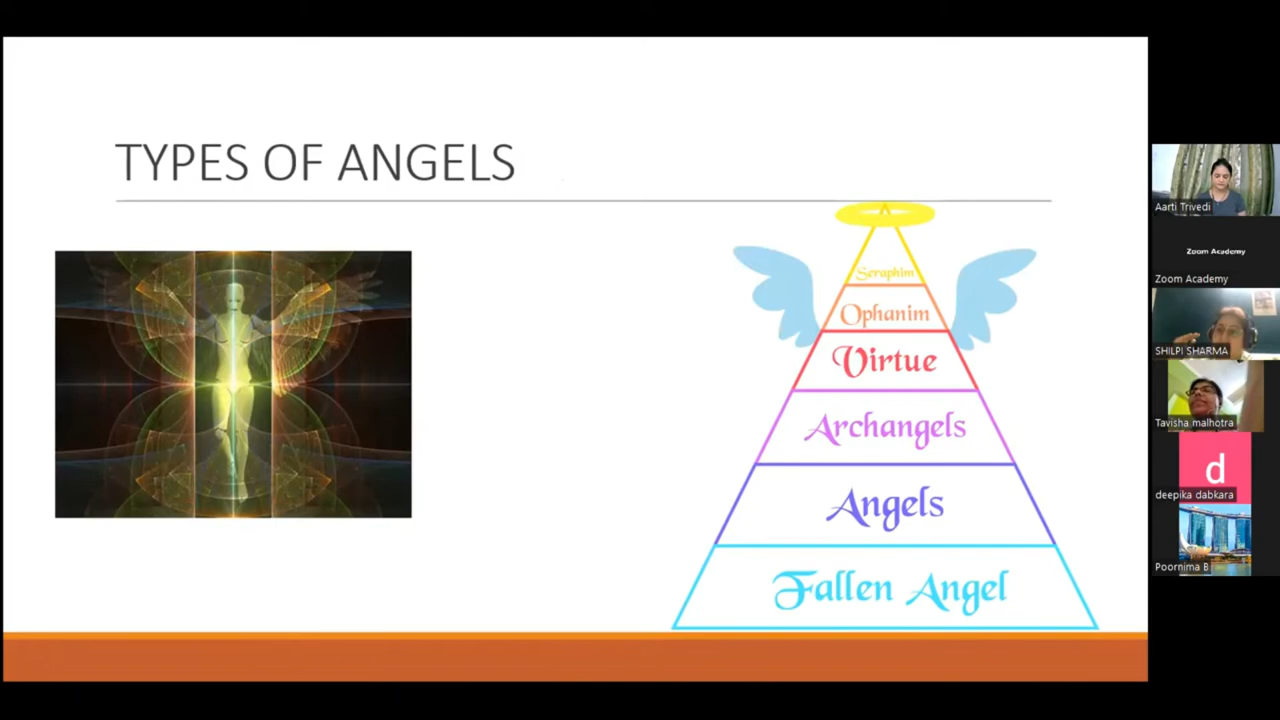 TYPES OF ANGELS
Seraphim
Ophanim
Virtue
Archangels
Angels
Fallen Angel
Aarti Trivedi
Zoom Academy
Zoom Academy
SHILPI SHARMA
Tavisha malhotra
d
deepika dabkara
Poornima B